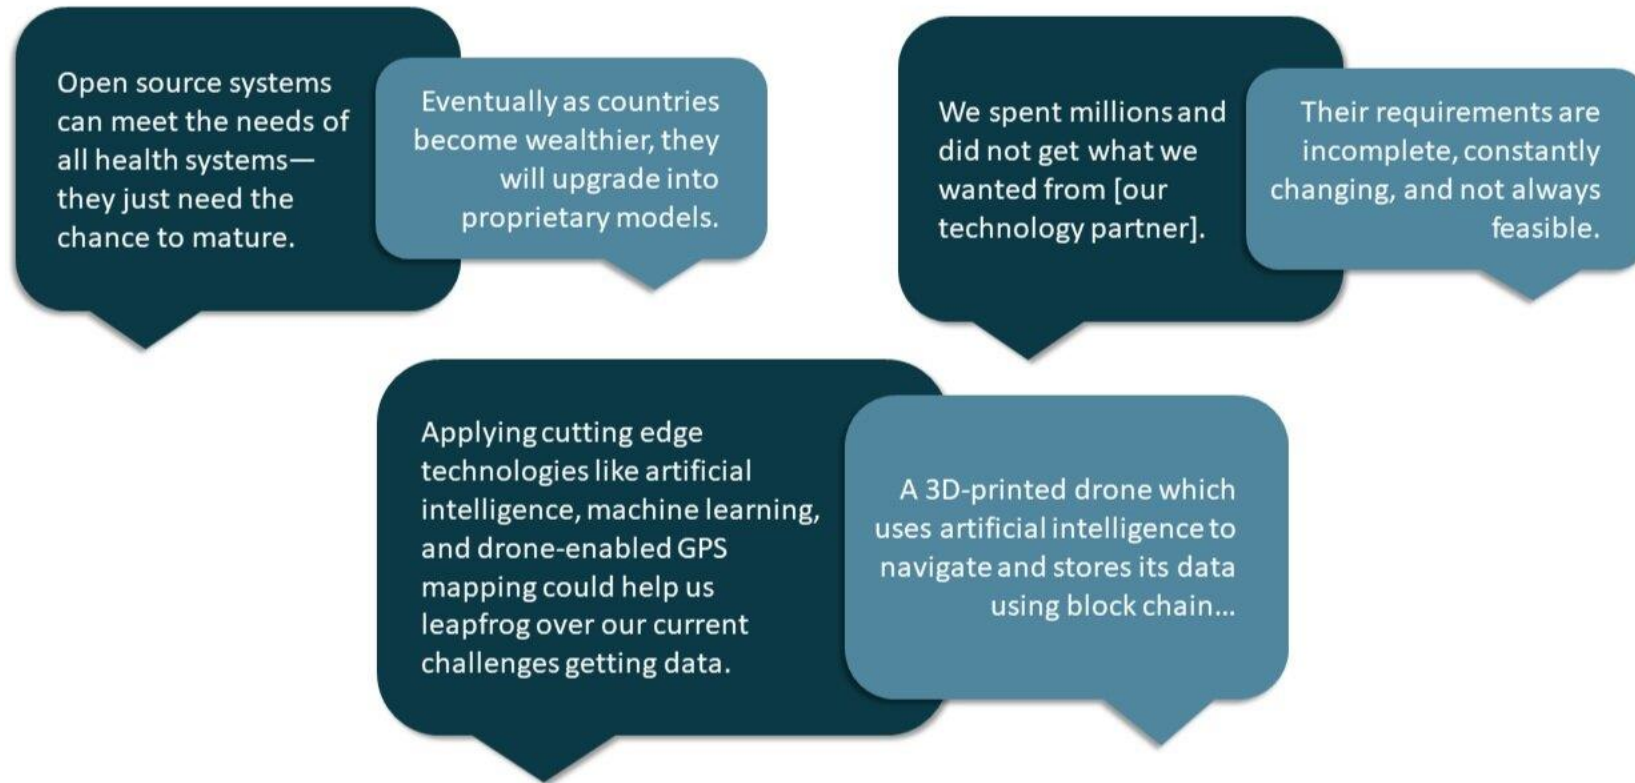 Open source systems
can meet the needs of
all health systems—
they just need the
chance to mature.
Eventually as countries
become wealthier, they
will upgrade into
proprietary models.
We spent millions and
did not get what we
wanted from [our
technology partner].
Their requirements are
incomplete, constantly
changing, and not always
feasible.
Applying cutting edge
technologies like artificial
intelligence, machine learning,
and drone-enabled GPS
mapping could help us
leapfrog over our current
challenges getting data.
A 3D-printed drone which
uses artificial intelligence to
navigate and stores its data
using block chain…